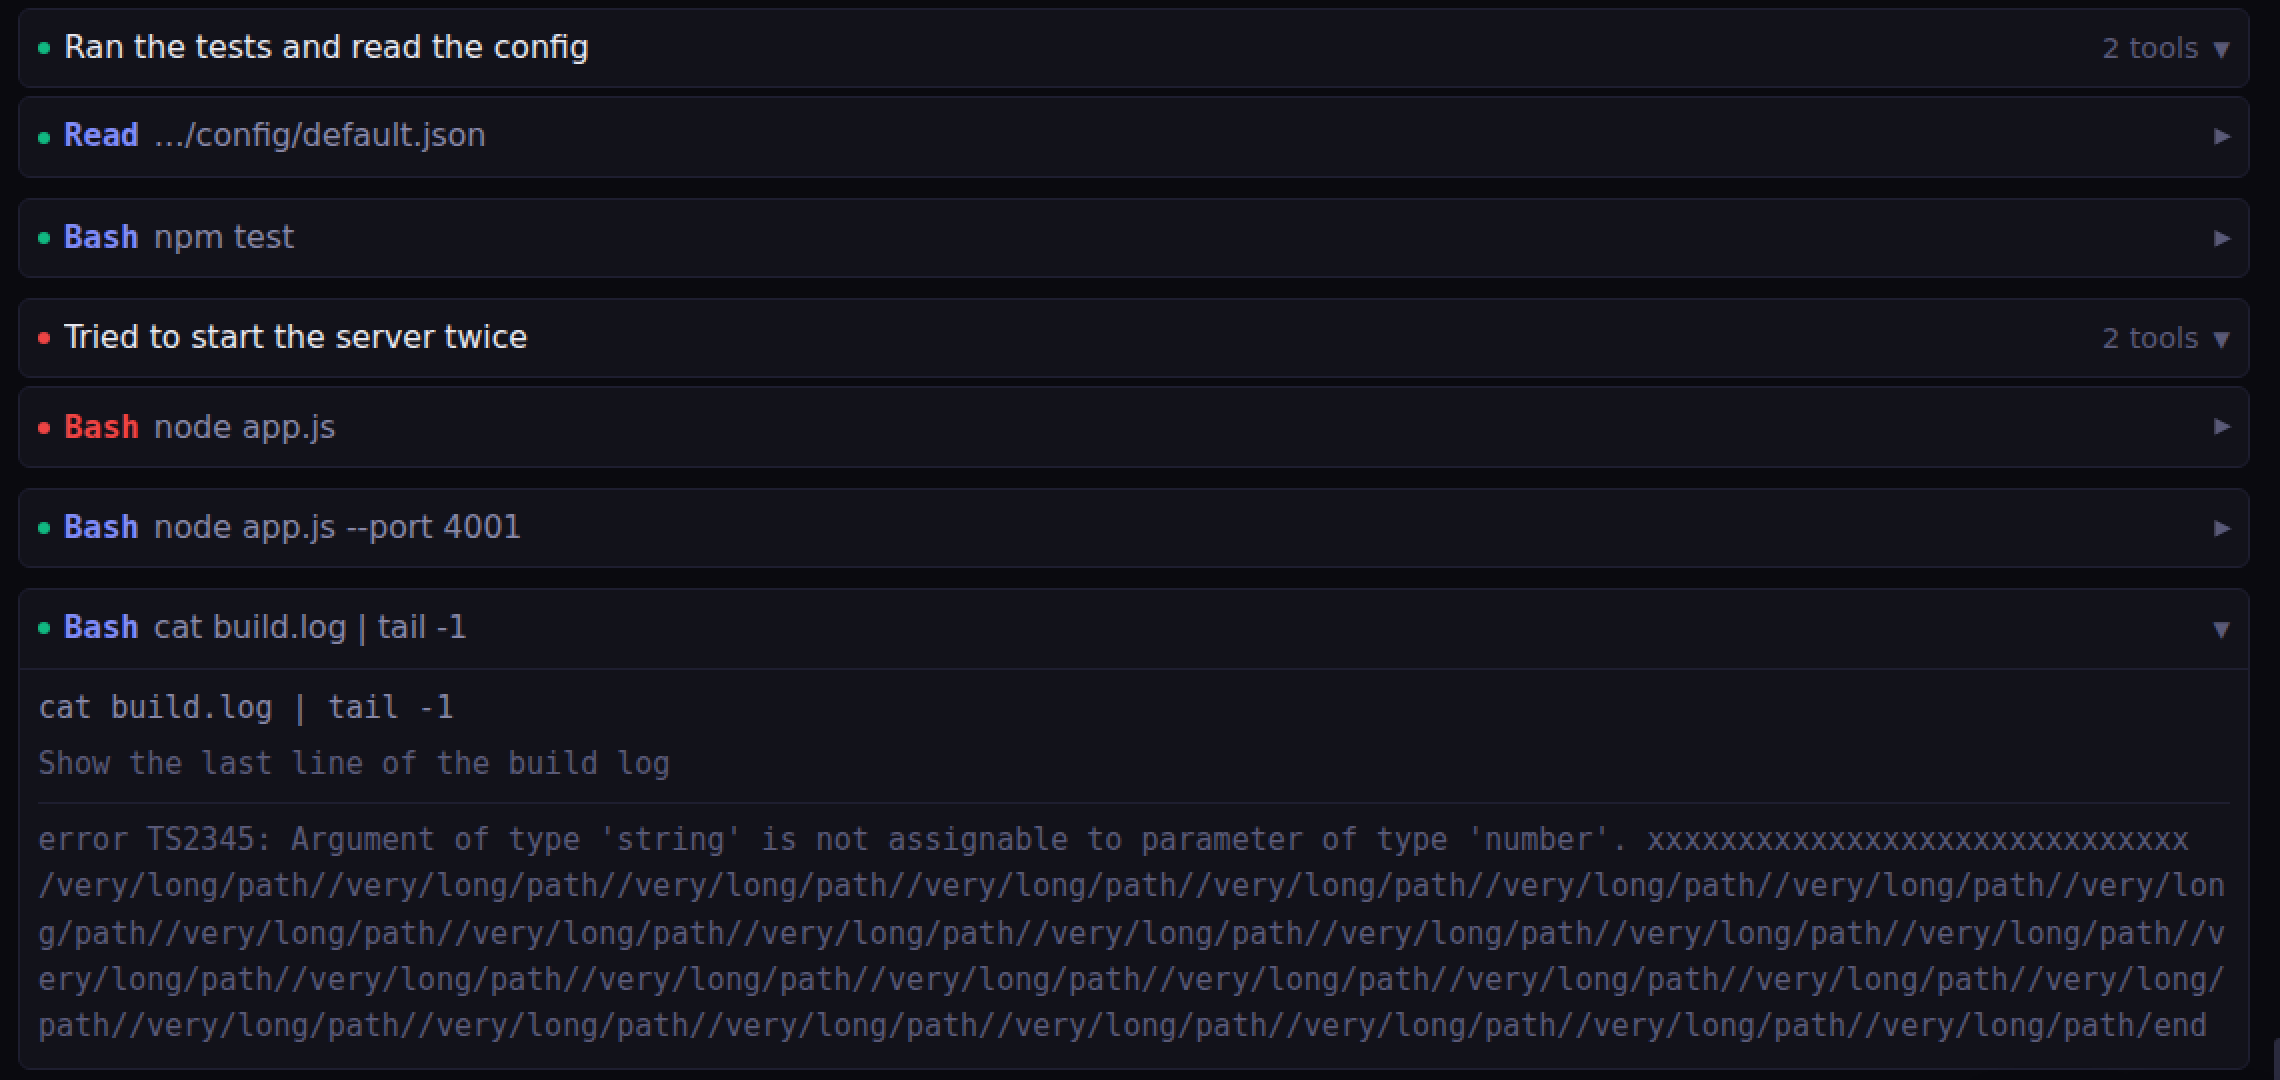 Ran the tests and read the config 2 tools ▼
Read …/config/default.json ▶
Bash npm test ▶
Tried to start the server twice 2 tools ▼
Bash node app.js ▶
Bash node app.js --port 4001 ▶
Bash cat build.log | tail -1 ▼
cat build.log | tail -1
Show the last line of the build log
error TS2345: Argument of type 'string' is not assignable to parameter of type 'number'. xxxxxxxxxxxxxxxxxxxxxxxxxxxxxx
/very/long/path//very/long/path//very/long/path//very/long/path//very/long/path//very/long/path//very/long/path//very/lon
g/path//very/long/path//very/long/path//very/long/path//very/long/path//very/long/path//very/long/path//very/long/path//v
ery/long/path//very/long/path//very/long/path//very/long/path//very/long/path//very/long/path//very/long/path//very/long/
path//very/long/path//very/long/path//very/long/path//very/long/path//very/long/path//very/long/path//very/long/path/end